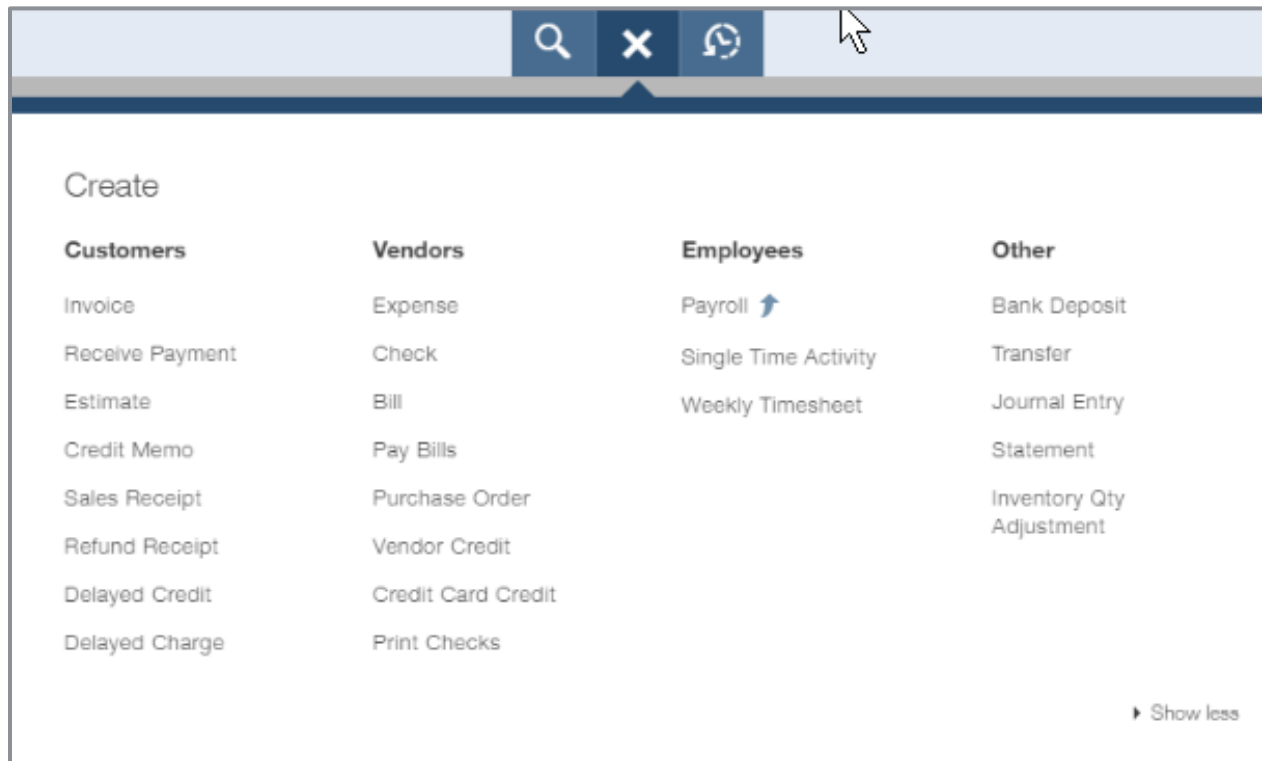 Create
Customers
Vendors
Employees
Other
Invoice
Expense
Payroll
Bank Deposit
Receive Payment
Check
Single Time Activity
Transfer
Estimate
Bill
Weekly Timesheet
Journal Entry
Credit Memo
Pay Bills
Statement
Sales Receipt
Purchase Order
Inventory Qty
Adjustment
Refund Receipt
Vendor Credit
Delayed Credit
Credit Card Credit
Delayed Charge
Print Checks
Show less